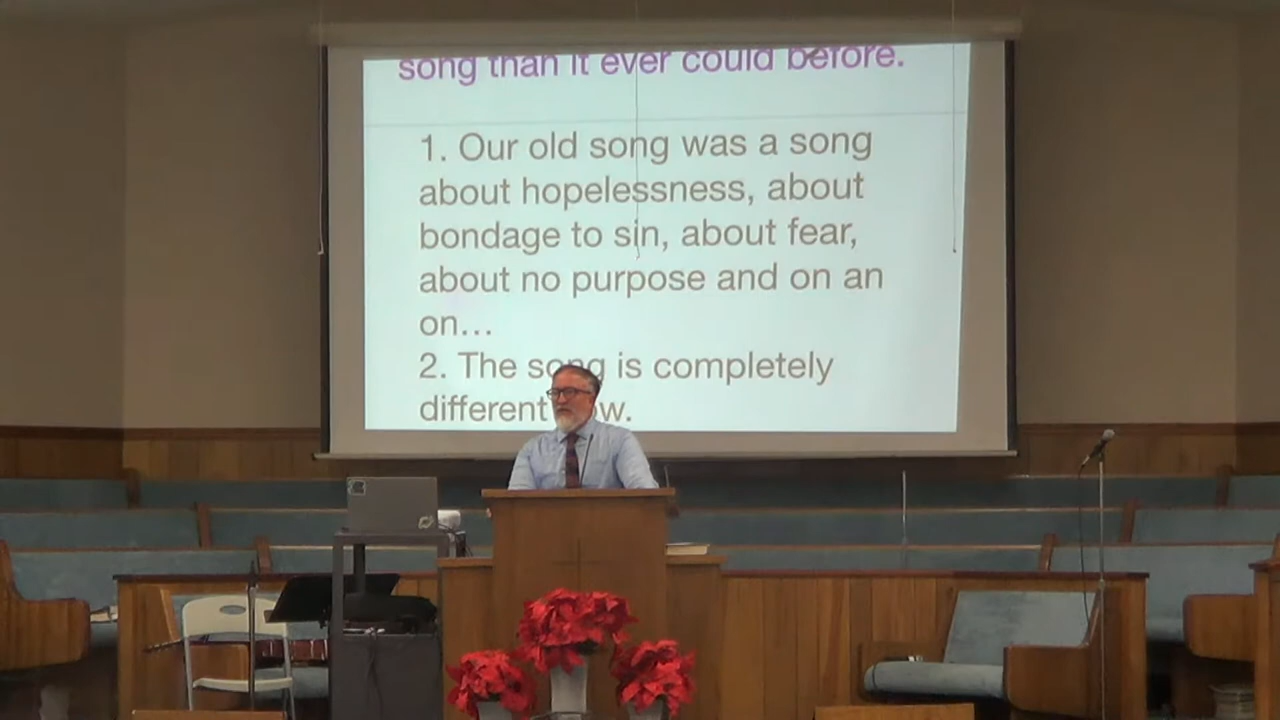 song than it ever could before.
1. Our old song was a song
about hopelessness, about
bondage to sin, about fear,
about no purpose and on an
on...
2. The song is completely
different